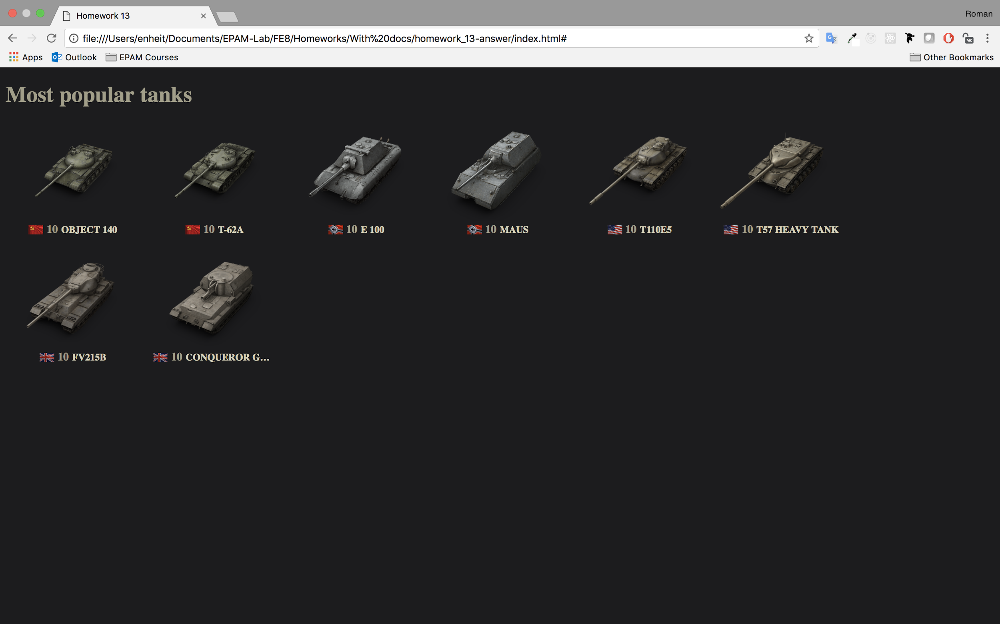 Homework 13
Roman
file:///Users/enheit/Documents/EPAM-Lab/FE8/Homeworks/With%20docs/homework_13-answer/index.html#
Apps Outlook EPAM Courses Other Bookmarks
Most popular tanks
10 OBJECT 140 10 T-62A 10 E 100 10 MAUS 10 T110E5 10 T57 HEAVY TANK
10 FV215B 10 CONQUEROR G...